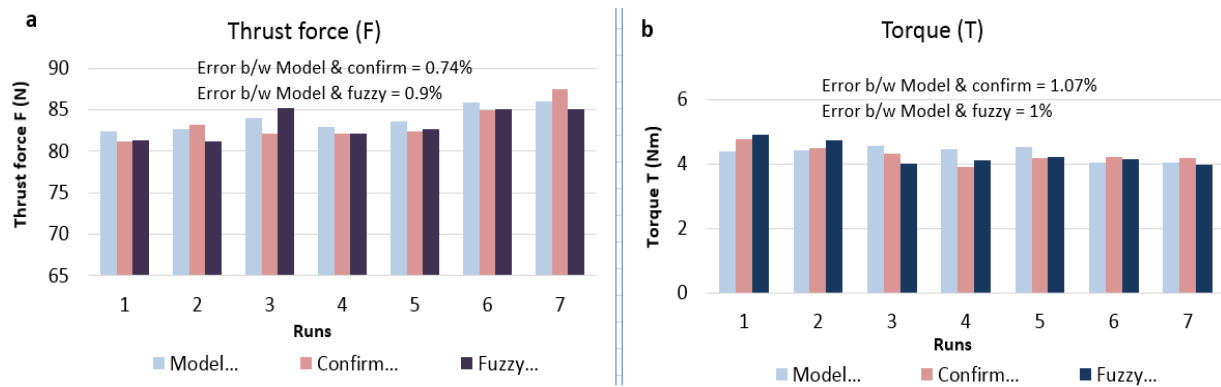 a
Thrust force (F)
Error b/w Model & confirm = 0.74%
Error b/w Model & fuzzy = 0.9%
Thrust force F (N)
90
85
80
75
70
65
1 2 3 4 5 6 7
Runs
Model... Confirm... Fuzzy...
b
Torque (T)
Error b/w Model & confirm = 1.07%
Error b/w Model & fuzzy = 1%
Torque T (Nm)
6
4
2
0
1 2 3 4 5 6 7
Runs
Model... Confirm... Fuzzy...